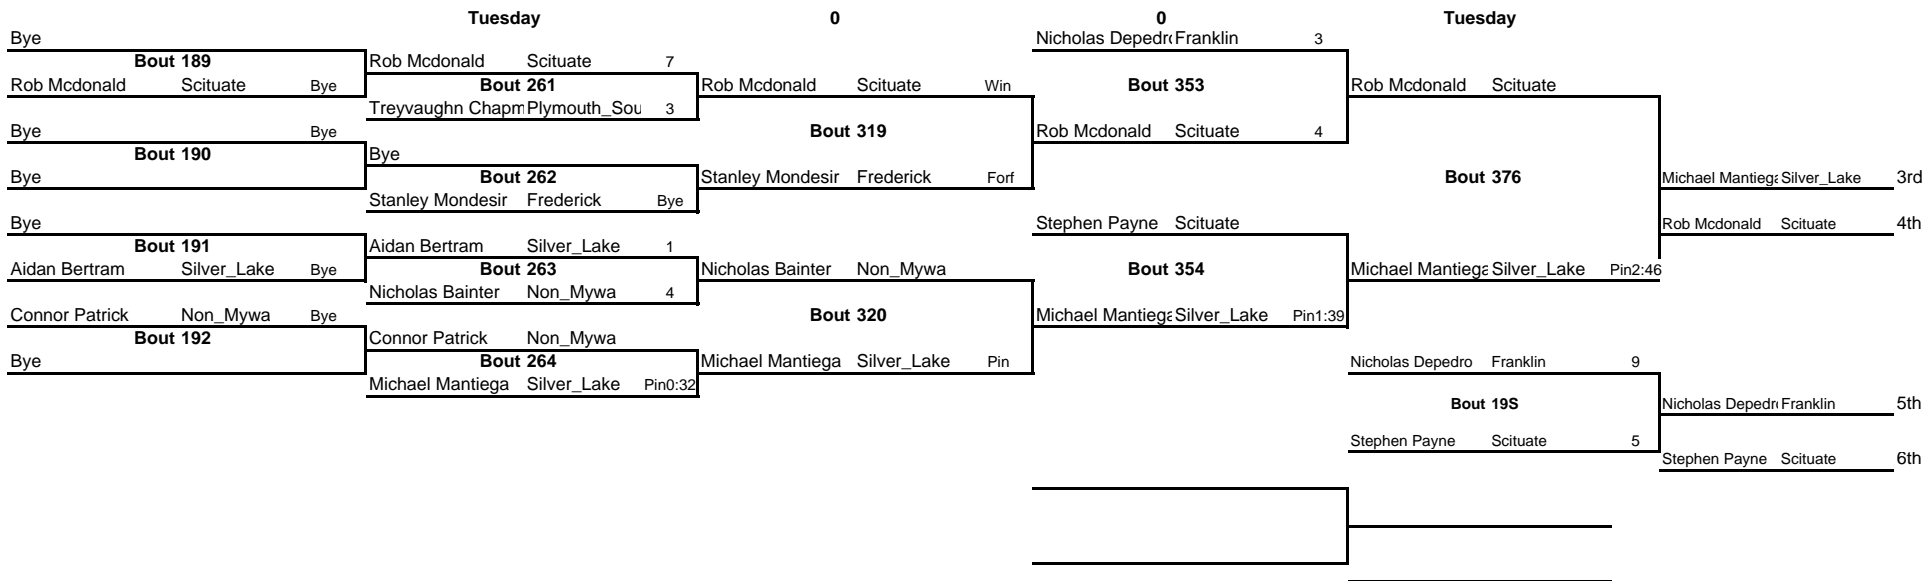 Tuesday 0 0 Tuesday
Bye Nicholas Depedr Franklin 3
Bout 189 Rob Mcdonald Scituate 7
Rob Mcdonald Scituate Bye Bout 261 Rob Mcdonald Scituate Win Bout 353 Rob Mcdonald Scituate
Treyvaughn Chapm Plymouth_Sou 3
Bye Bye Bout 319 Rob Mcdonald Scituate 4
Bout 190 Bye
Bye Bout 262 Stanley Mondesir Frederick Forf Bout 376 Michael Mantiega Silver_Lake 3rd
Stanley Mondesir Frederick Bye
Bye Stephen Payne Scituate Rob Mcdonald Scituate 4th
Bout 191 Aidan Bertram Silver_Lake 1
Aidan Bertram Silver_Lake Bye Bout 263 Nicholas Bainter Non_Mywa Bout 354 Michael Mantiega Silver_Lake Pin2:46
Nicholas Bainter Non_Mywa 4
Connor Patrick Non_Mywa Bye Bout 320 Michael Mantiega Silver_Lake Pin1:39
Bout 192 Connor Patrick Non_Mywa
Bye Bout 264 Michael Mantiega Silver_Lake Pin Nicholas Depedro Franklin 9
Michael Mantiega Silver_Lake Pin0:32
Bout 19S Nicholas Depedr Franklin 5th
Stephen Payne Scituate 5
Stephen Payne Scituate 6th